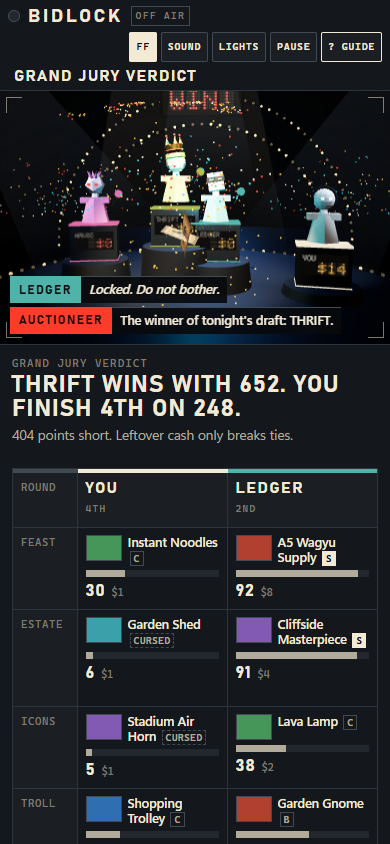 BIDLOCK OFF AIR
FF SOUND LIGHTS PAUSE ? GUIDE
GRAND JURY VERDICT
WIN!
THRIFT
$0
$0
YOU
$14
LEDGER Locked. Do not bother.
AUCTIONEER The winner of tonight's draft: THRIFT.
GRAND JURY VERDICT
THRIFT WINS WITH 652. YOU
FINISH 4TH ON 248.
404 points short. Leftover cash only breaks ties.
ROUND YOU LEDGER
4TH 2ND
FEAST Instant Noodles A5 Wagyu
C Supply S
30 $1 92 $8
ESTATE Garden Shed Cliffside
CURSED Masterpiece S
6 $1 91 $4
ICONS Stadium Air Lava Lamp C
Horn CURSED
5 $1 38 $2
TROLL Shopping Garden Gnome
Trolley C B